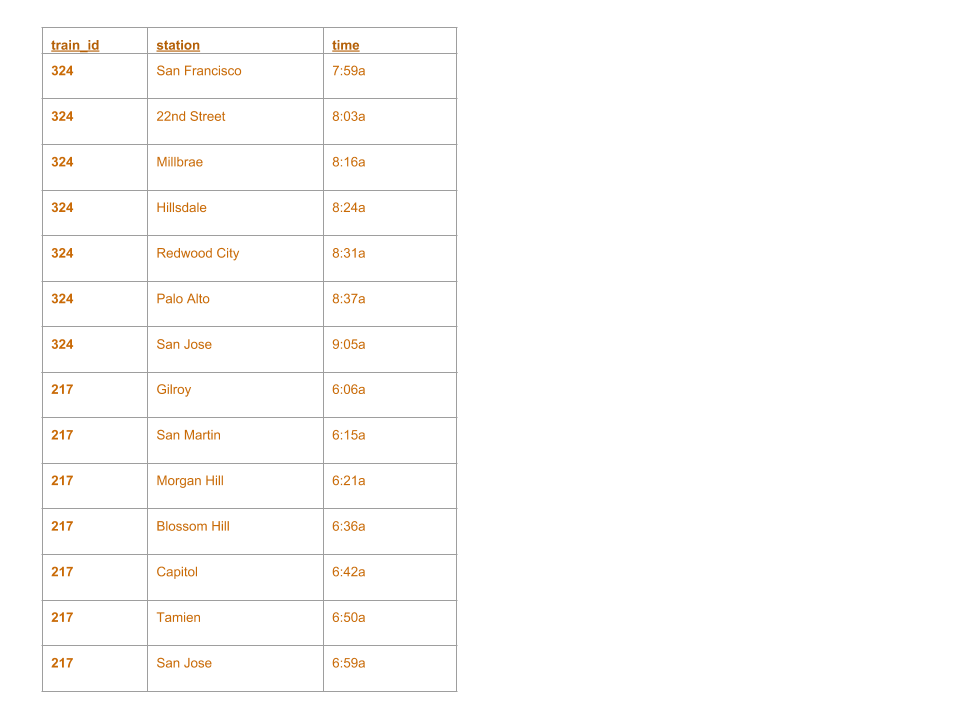 train_id station time
324 San Francisco 7:59a
324 22nd Street 8:03a
324 Millbrae 8:16a
324 Hillsdale 8:24a
324 Redwood City 8:31a
324 Palo Alto 8:37a
324 San Jose 9:05a
217 Gilroy 6:06a
217 San Martin 6:15a
217 Morgan Hill 6:21a
217 Blossom Hill 6:36a
217 Capitol 6:42a
217 Tamien 6:50a
217 San Jose 6:59a